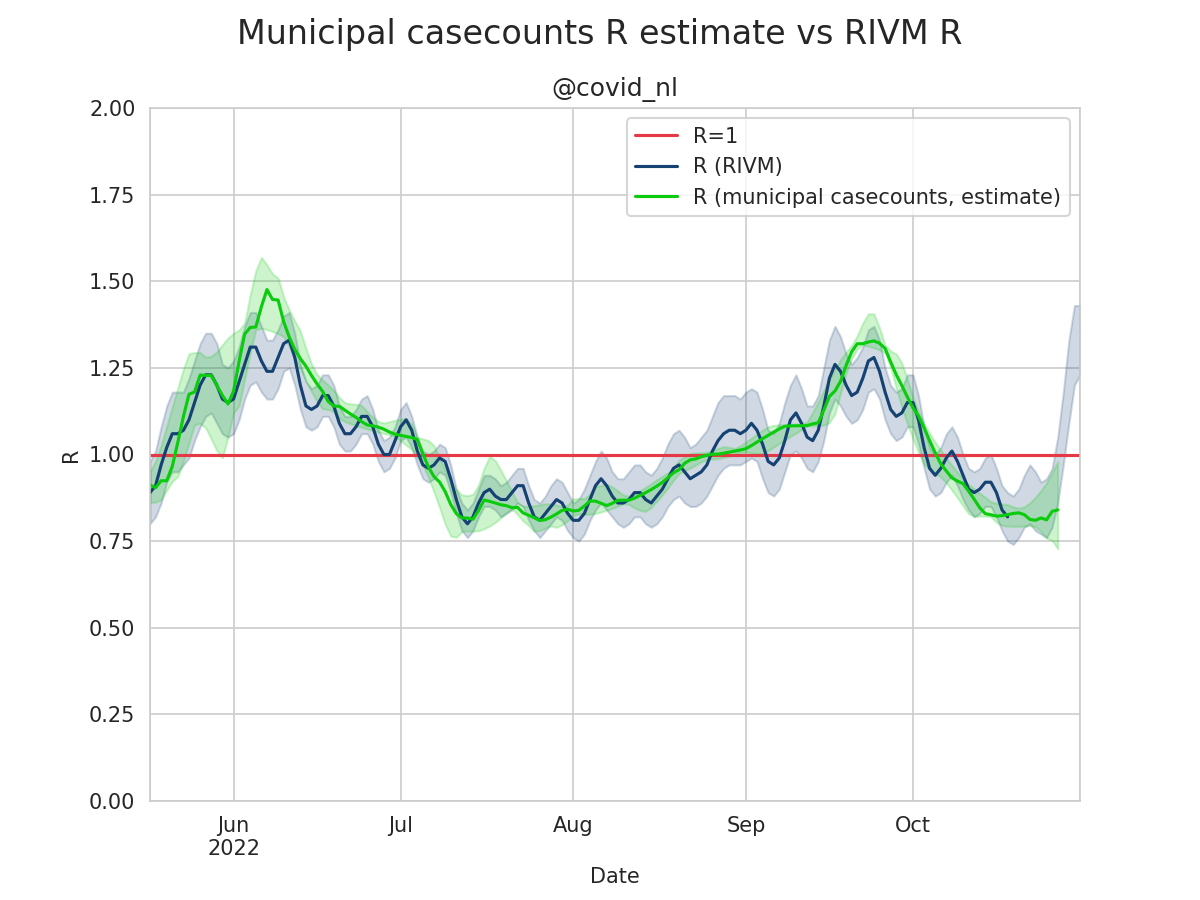 Municipal casecounts R estimate vs RIVM R
@covid_nl
R=1
R (RIVM)
R (municipal casecounts, estimate)
2.00
1.75
1.50
1.25
1.00
0.75
0.50
0.25
0.00
R
Jun
2022
Jul
Aug
Sep
Oct
Date